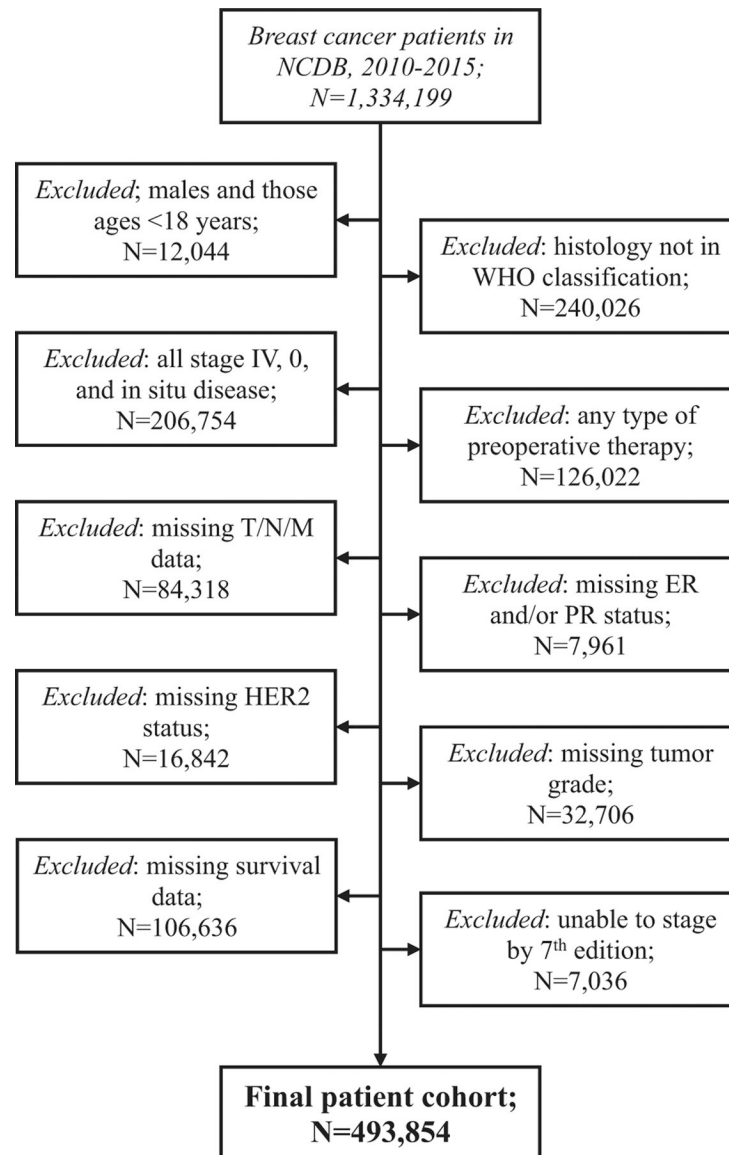 Breast cancer patients in
NCDB, 2010-2015;
N=1,334,199
Excluded; males and those
ages <18 years;
N=12,044
Excluded: histology not in
WHO classification;
N=240,026
Excluded: all stage IV, 0,
and in situ disease;
N=206,754
Excluded: any type of
preoperative therapy;
N=126,022
Excluded: missing T/N/M
data;
N=84,318
Excluded: missing ER
and/or PR status;
N=7,961
Excluded: missing HER2
status;
N=16,842
Excluded: missing tumor
grade;
N=32,706
Excluded: missing survival
data;
N=106,636
Excluded: unable to stage
by 7th edition;
N=7,036
Final patient cohort;
N=493,854